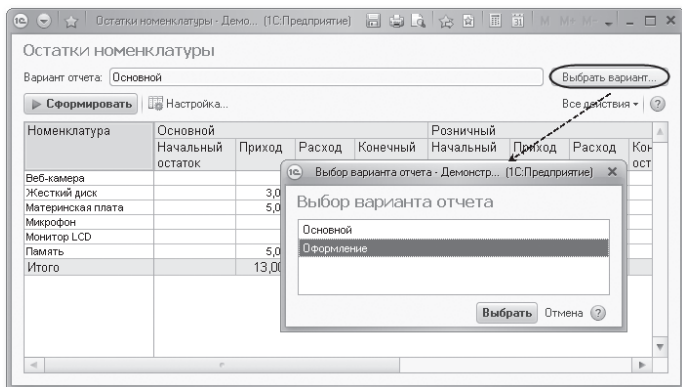 Остатки номенклатуры - Демо... (1С:Предприятие) M M+ M-
Остатки номенклатуры
Вариант отчета: Основной Выбрать вариант...
Сформировать Настройка... Все действия ?
Номенклатура Основной Розничный
Начальный остаток Приход Расход Конечный Начальный Приход Расход Кон ост
Веб-камера
Жесткий диск 3,0
Материнская плата 5,0
Микрофон
Монитор LCD
Память 5,0
Итого 13,00
Выбор варианта отчета - Демонстр... (1С:Предприятие)
Выбор варианта отчета
Основной
Оформление
Выбрать Отмена ?